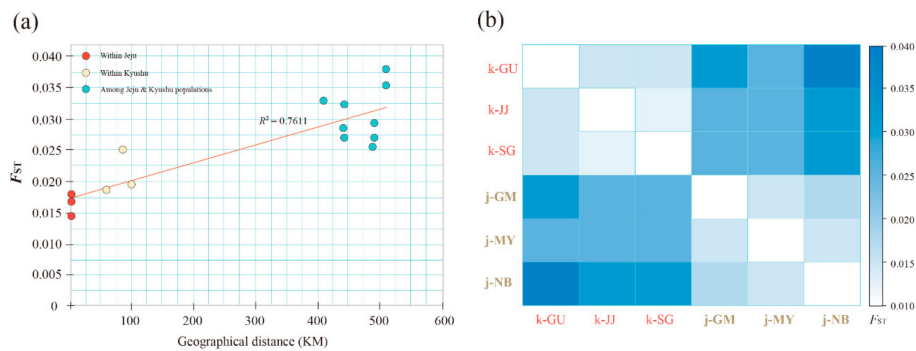 (a)
(b)
Within Jeju
Within Kyushu
Among Jeju & Kyushu populations
R² = 0.7611
F_ST
0.040
0.035
0.030
0.025
0.020
0.015
0.010
0.005
0
100
200
300
400
500
600
Geographical distance (KM)
k-GU
k-JJ
k-SG
j-GM
j-MY
j-NB
k-GU
k-JJ
k-SG
j-GM
j-MY
j-NB
0.040
0.035
0.030
0.025
0.020
0.015
0.010
F_ST